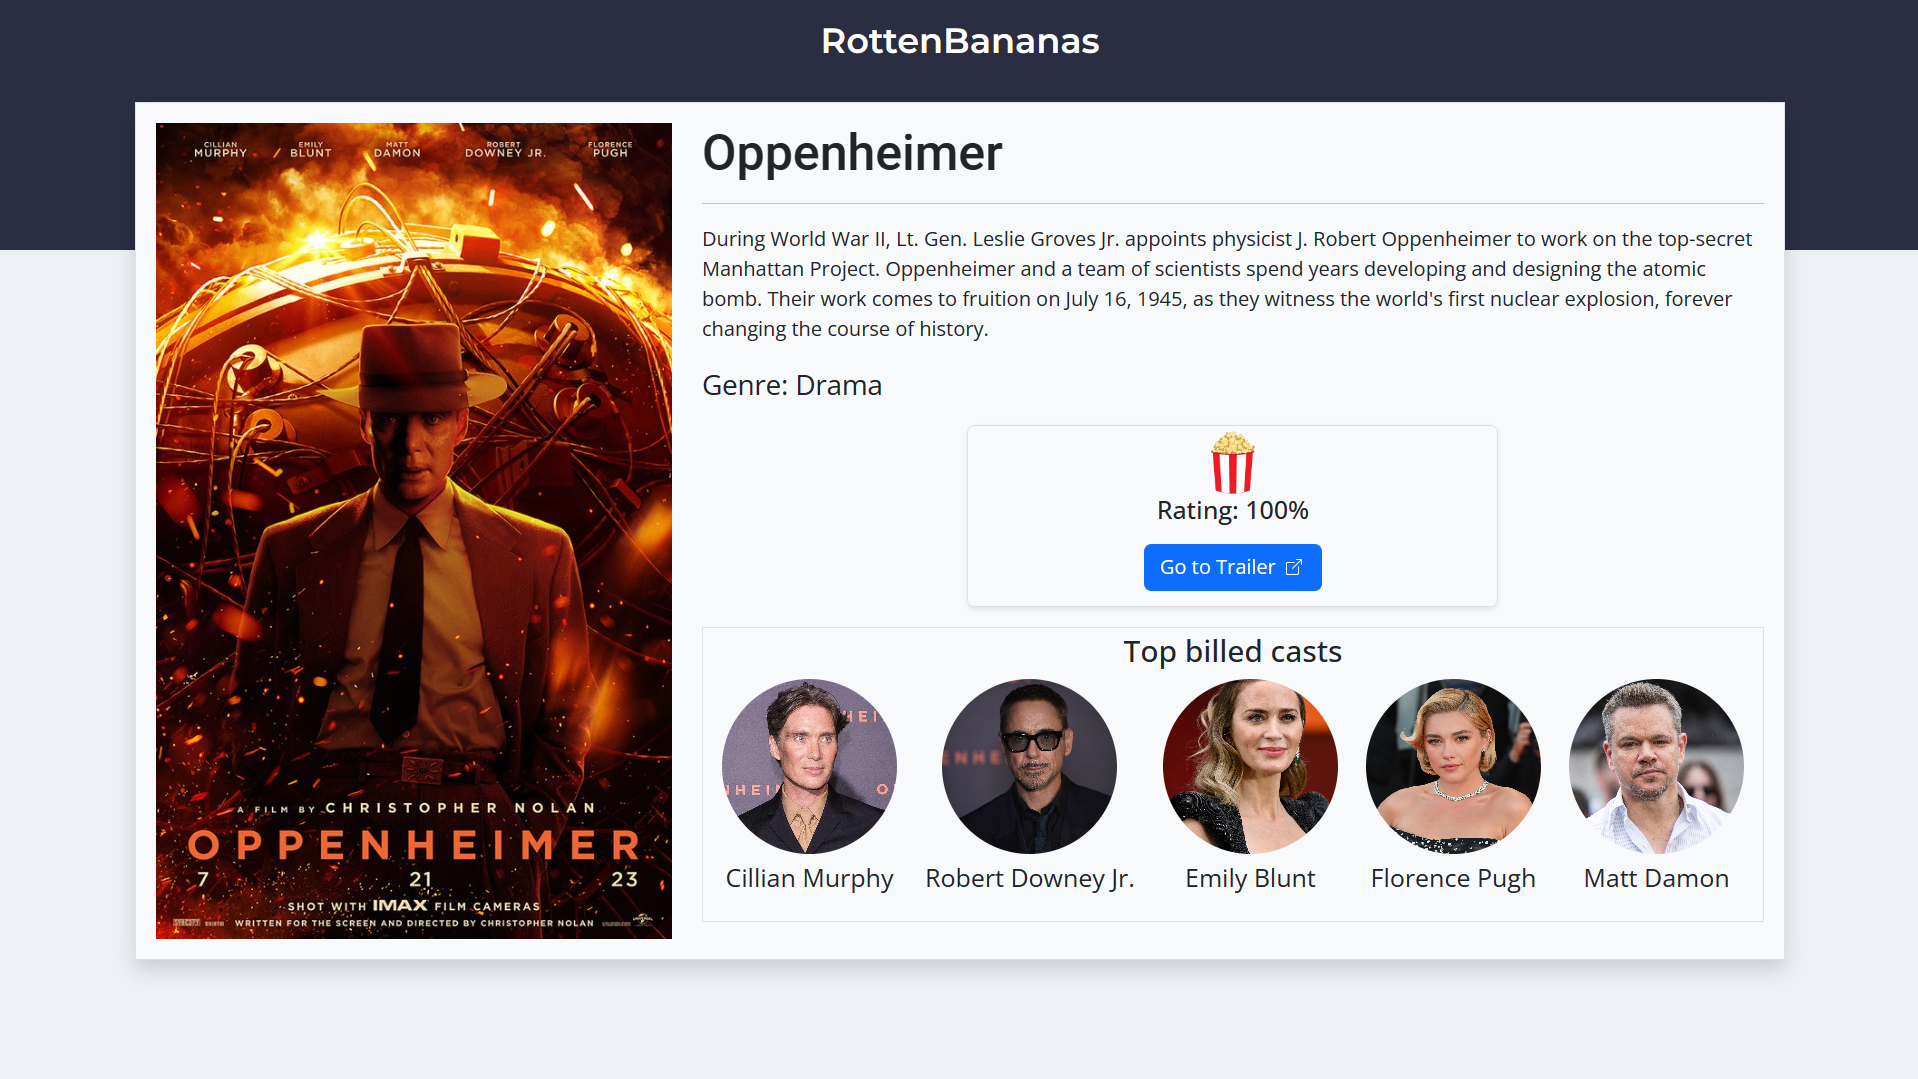 RottenBananas
CILLIAN MURPHY
EMILY BLUNT
MATT DAMON
ROBERT DOWNEY JR.
FLORENCE PUGH
A FILM BY CHRISTOPHER NOLAN
OPPENHEIMER
7 21 23
SHOT WITH IMAX FILM CAMERAS
WRITTEN FOR THE SCREEN AND DIRECTED BY CHRISTOPHER NOLAN
Oppenheimer
During World War II, Lt. Gen. Leslie Groves Jr. appoints physicist J. Robert Oppenheimer to work on the top-secret
Manhattan Project. Oppenheimer and a team of scientists spend years developing and designing the atomic
bomb. Their work comes to fruition on July 16, 1945, as they witness the world's first nuclear explosion, forever
changing the course of history.
Genre: Drama
Rating: 100%
Go to Trailer
Top billed casts
Cillian Murphy
Robert Downey Jr.
Emily Blunt
Florence Pugh
Matt Damon